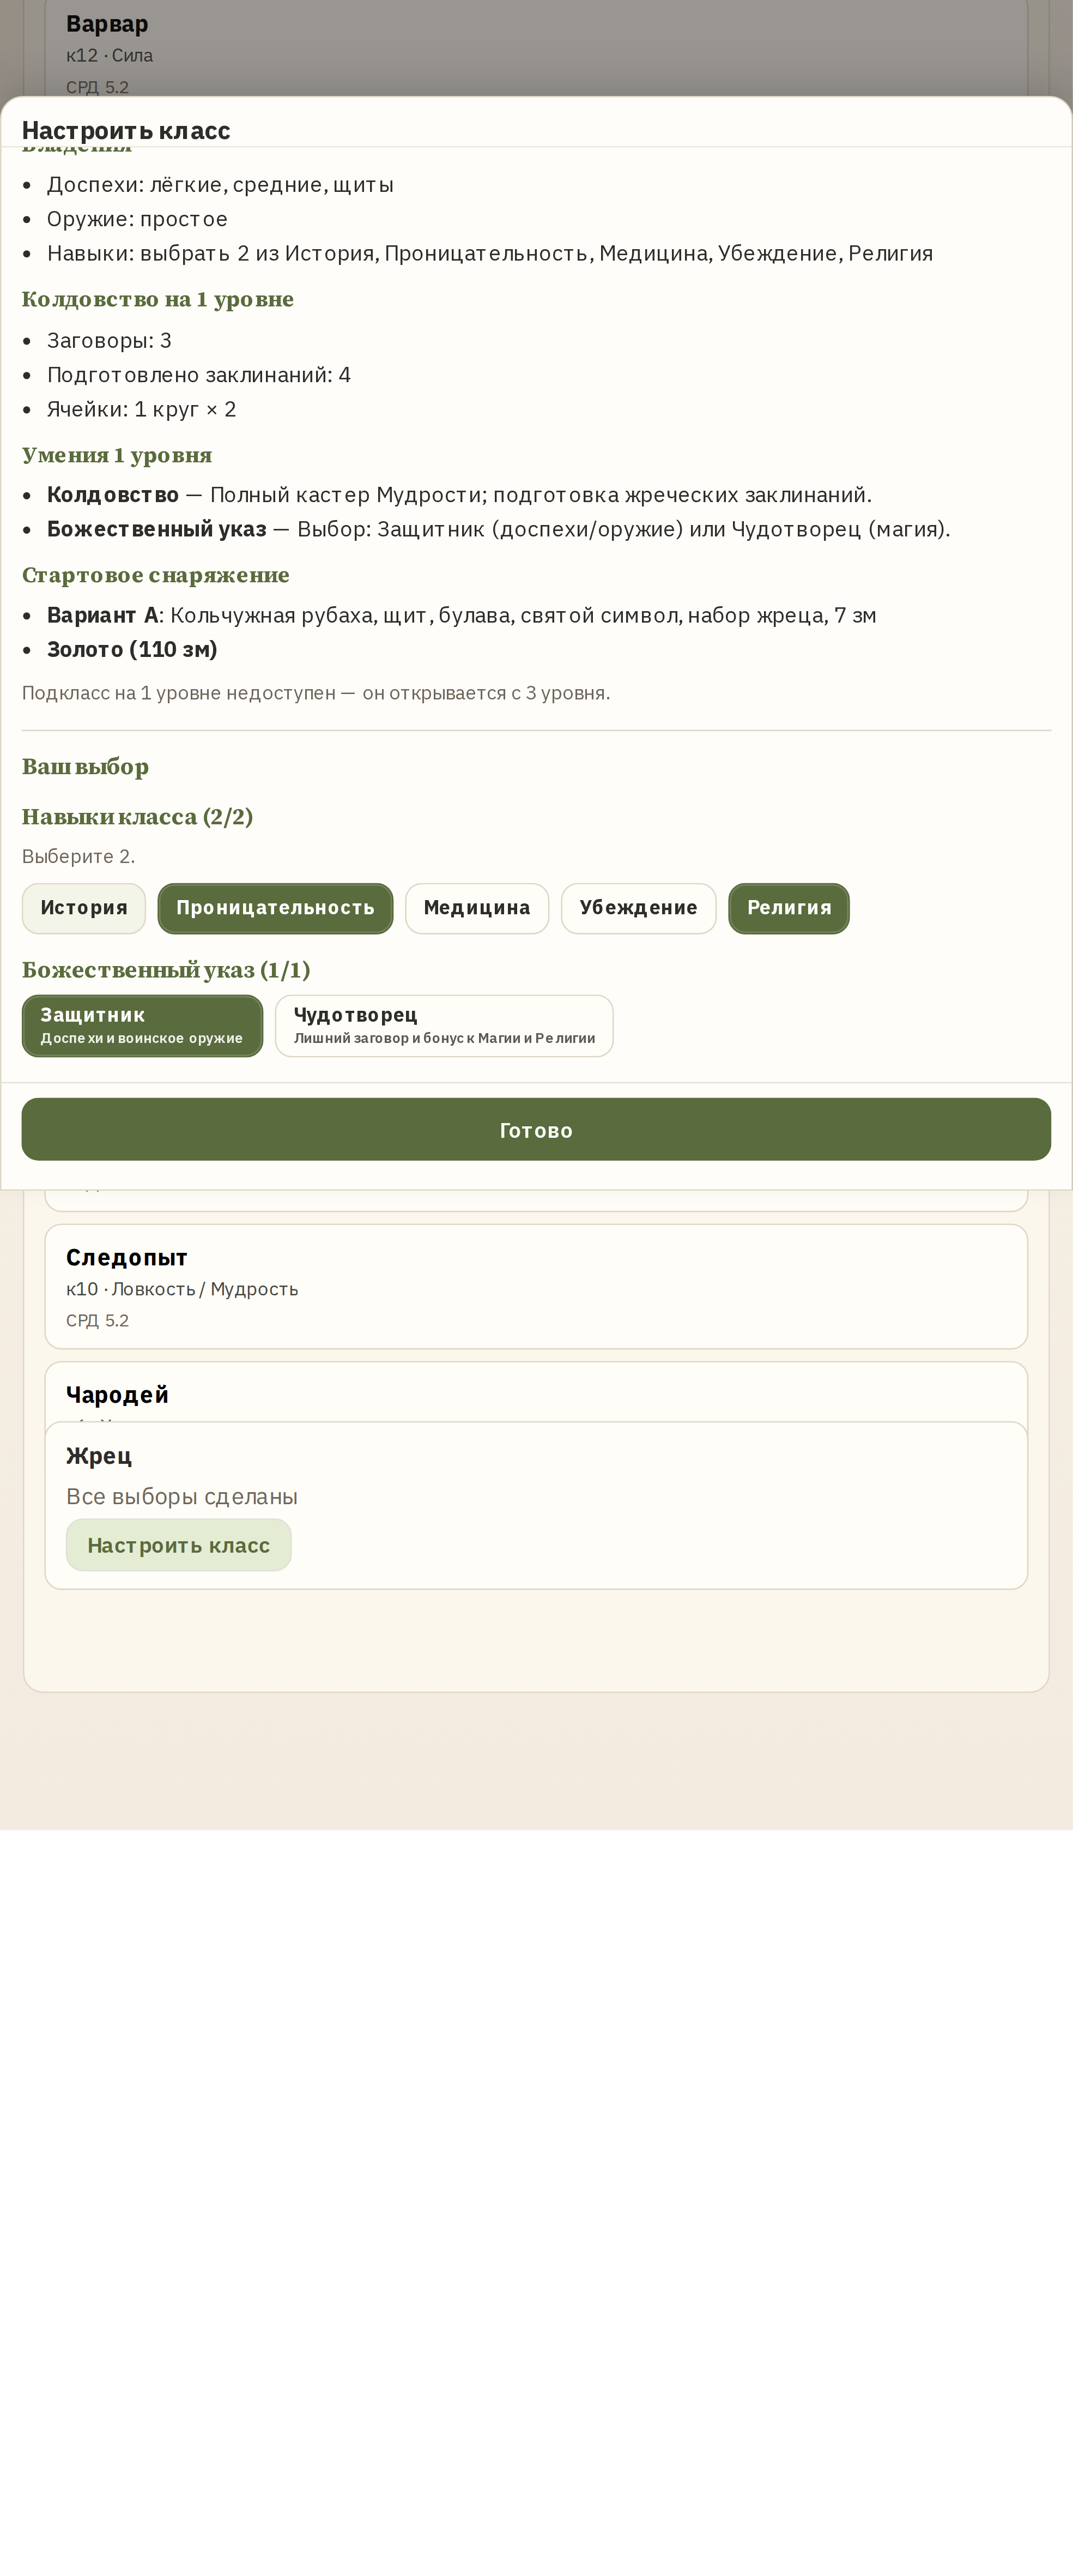 Варвар
к12 · Сила
СРД 5.2
Настроить класс
Владения
• Доспехи: лёгкие, средние, щиты
• Оружие: простое
• Навыки: выбрать 2 из История, Проницательность, Медицина, Убеждение, Религия
Колдовство на 1 уровне
• Заговоры: 3
• Подготовлено заклинаний: 4
• Ячейки: 1 круг × 2
Умения 1 уровня
• Колдовство — Полный кастер Мудрости; подготовка жреческих заклинаний.
• Божественный указ — Выбор: Защитник (доспехи/оружие) или Чудотворец (магия).
Стартовое снаряжение
• Вариант A: Кольчужная рубаха, щит, булава, святой символ, набор жреца, 7 зм
• Золото (110 зм)
Подкласс на 1 уровне недоступен — он открывается с 3 уровня.
Ваш выбор
Навыки класса (2/2)
Выберите 2.
История Проницательность Медицина Убеждение Религия
Божественный указ (1/1)
Защитник
Доспехи и воинское оружие
Чудотворец
Лишний заговор и бонус к Магии и Религии
Готово
Следопыт
к10 · Ловкость / Мудрость
СРД 5.2
Чародей
Жрец
Все выборы сделаны
Настроить класс